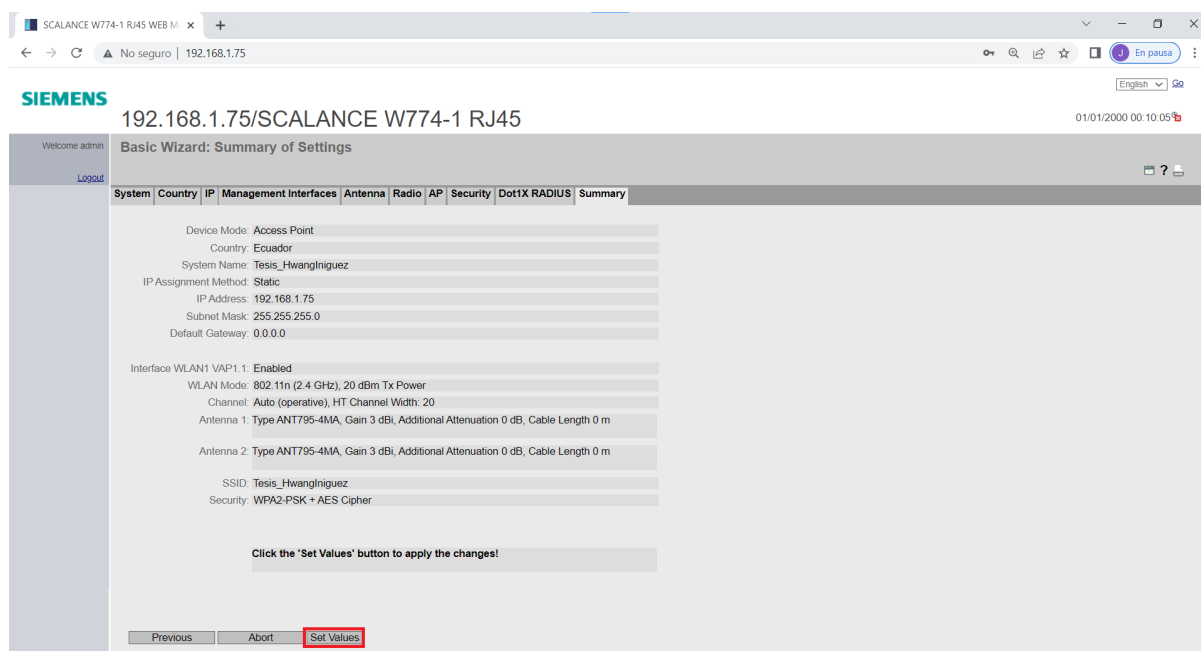 SCALANCE W774-1 RJ45 WEB M
No seguro | 192.168.1.75
J En pausa
English Go
SIEMENS
192.168.1.75/SCALANCE W774-1 RJ45
01/01/2000 00:10:05
Welcome admin
Basic Wizard: Summary of Settings
Logout
?
System Country IP Management Interfaces Antenna Radio AP Security Dot1X RADIUS Summary
Device Mode: Access Point
Country: Ecuador
System Name: Tesis_HwangIniguez
IP Assignment Method: Static
IP Address: 192.168.1.75
Subnet Mask: 255.255.255.0
Default Gateway: 0.0.0.0
Interface WLAN1 VAP1.1: Enabled
WLAN Mode: 802.11n (2.4 GHz), 20 dBm Tx Power
Channel: Auto (operative), HT Channel Width: 20
Antenna 1: Type ANT795-4MA, Gain 3 dBi, Additional Attenuation 0 dB, Cable Length 0 m
Antenna 2: Type ANT795-4MA, Gain 3 dBi, Additional Attenuation 0 dB, Cable Length 0 m
SSID: Tesis_HwangIniguez
Security: WPA2-PSK + AES Cipher
Click the 'Set Values' button to apply the changes!
Previous Abort Set Values